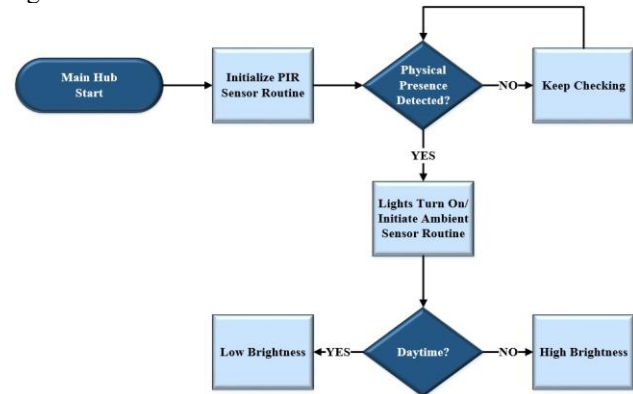 Main Hub
Start
Initialize PIR
Sensor Routine
Physical
Presence
Detected?
NO
Keep Checking
YES
Lights Turn On/
Initiate Ambient
Sensor Routine
Low Brightness
YES
Daytime?
NO
High Brightness